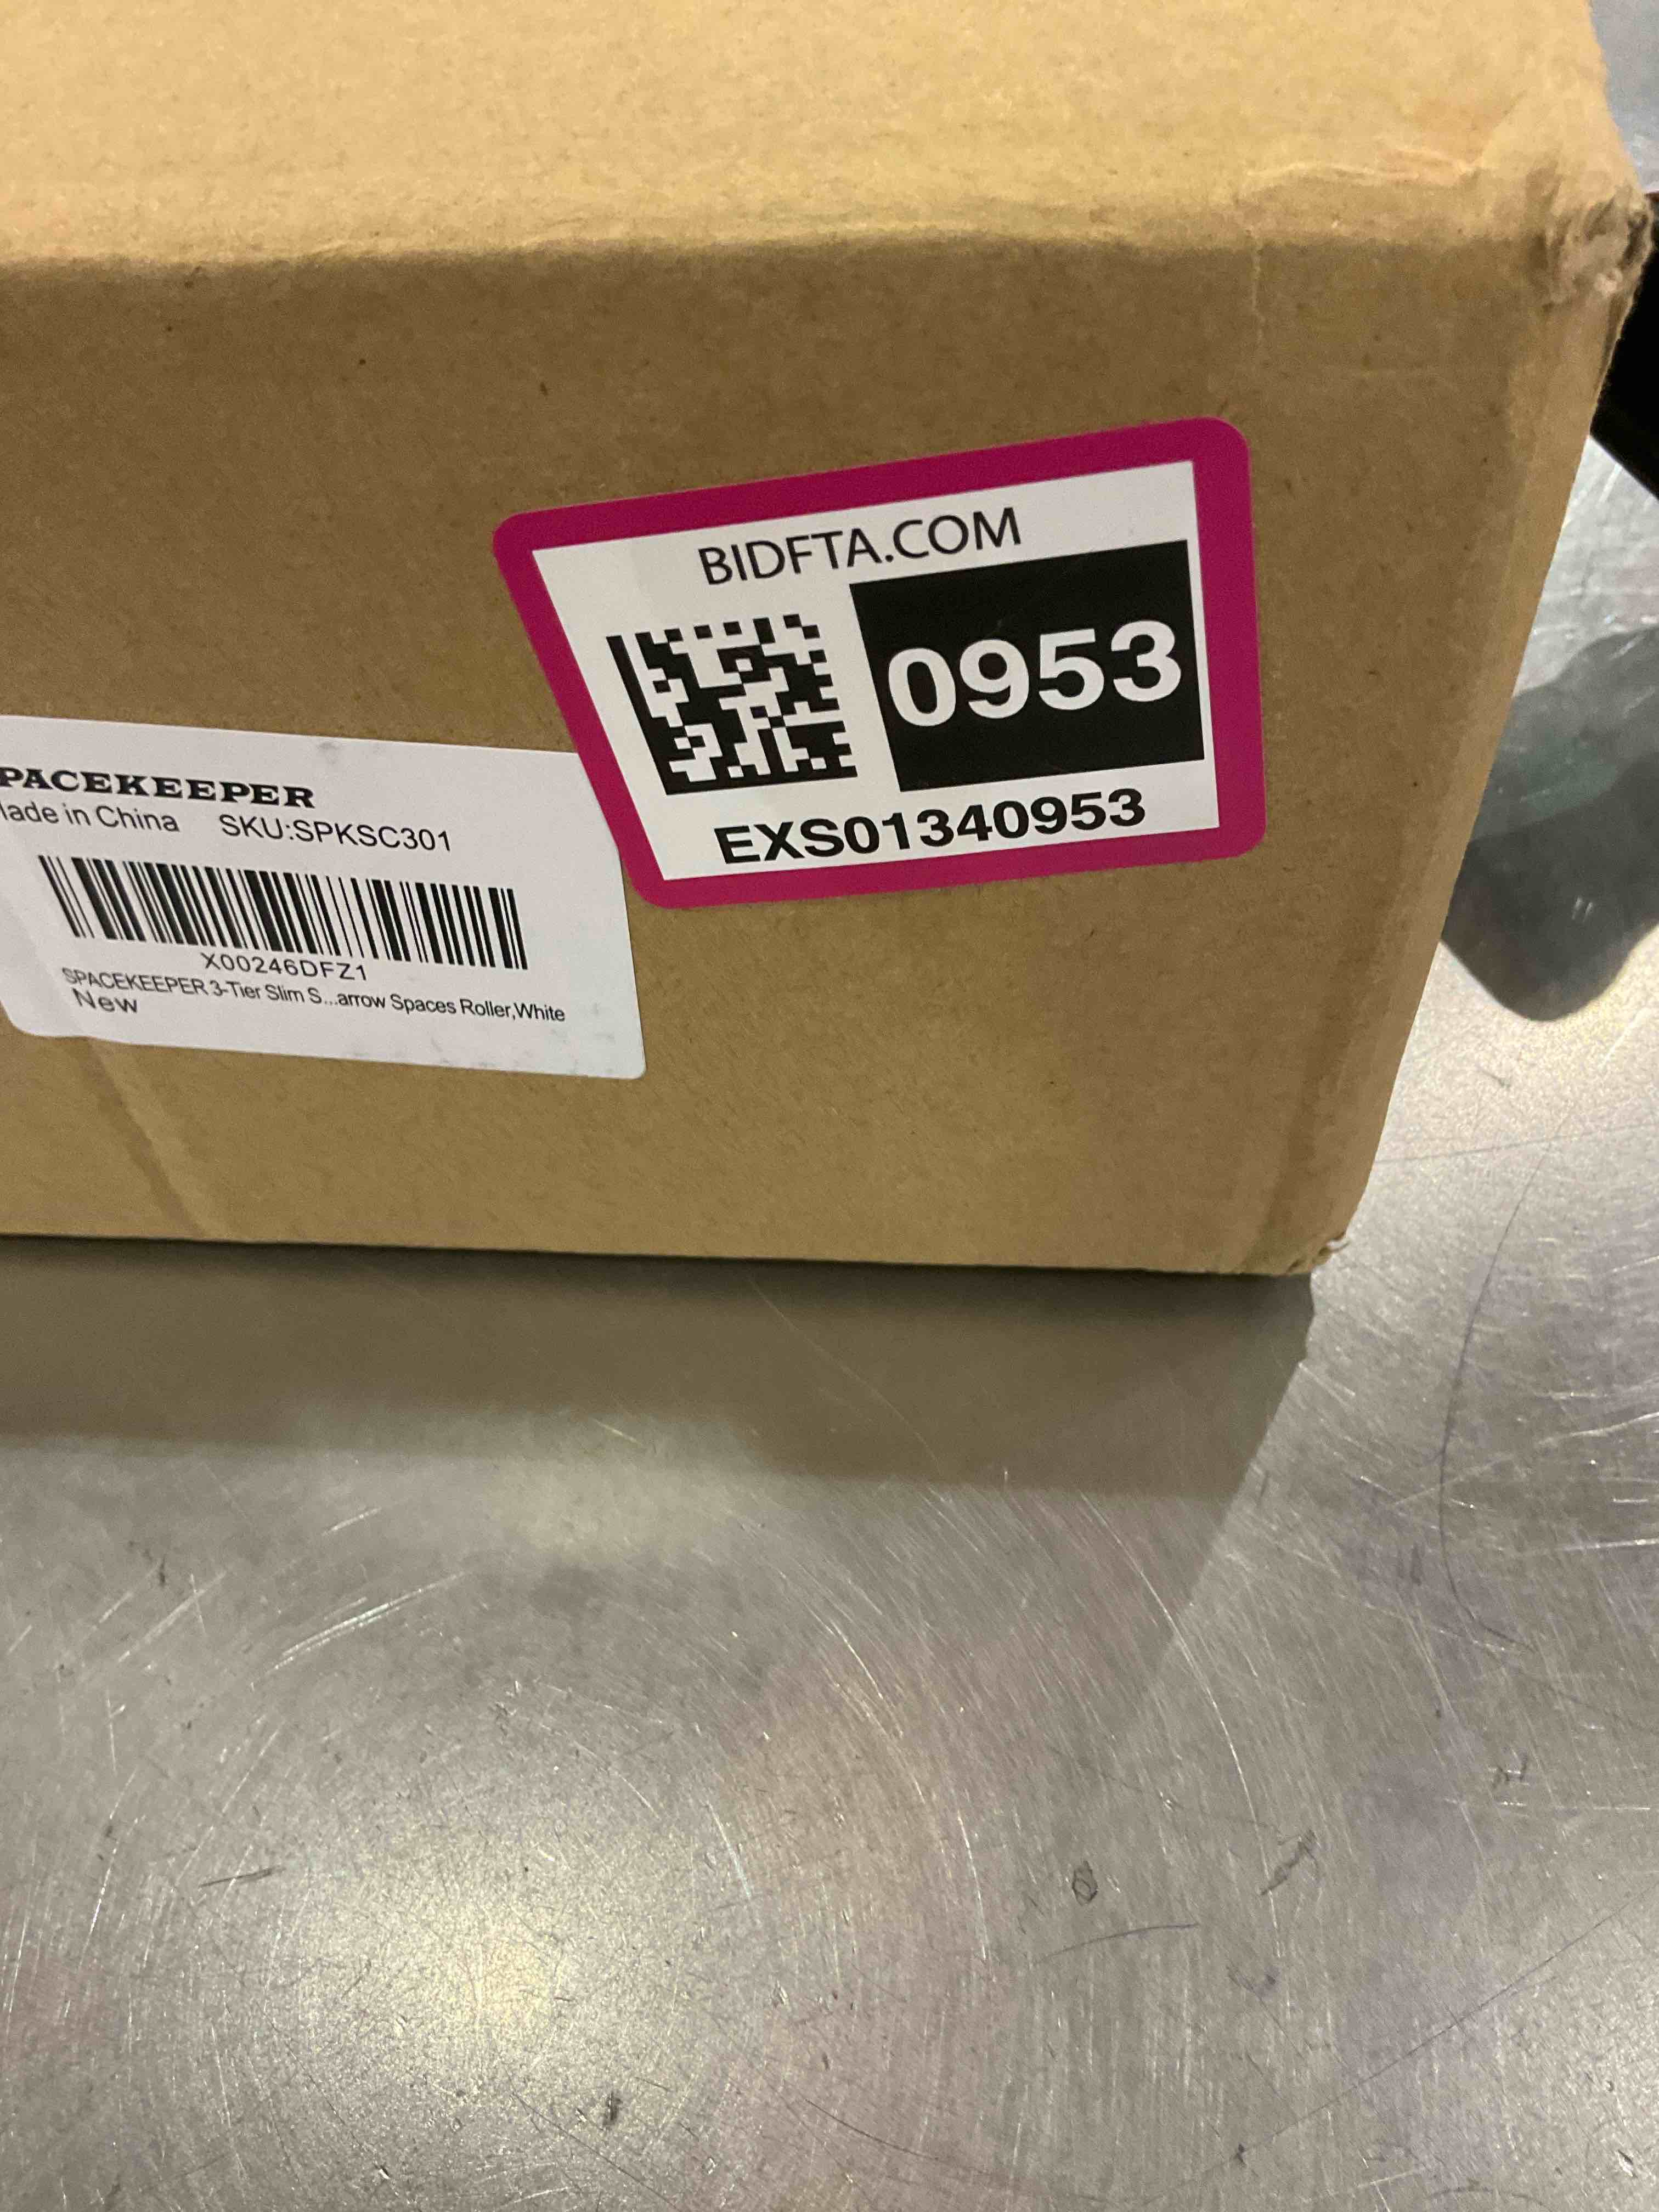 BIDFTA.COM
0953
EXS01340953
PACEKEEPER
ade in China SKU:SPKSC301
X00246DFZ1
SPACEKEEPER 3-Tier Slim S...arrow Spaces Roller,White
New